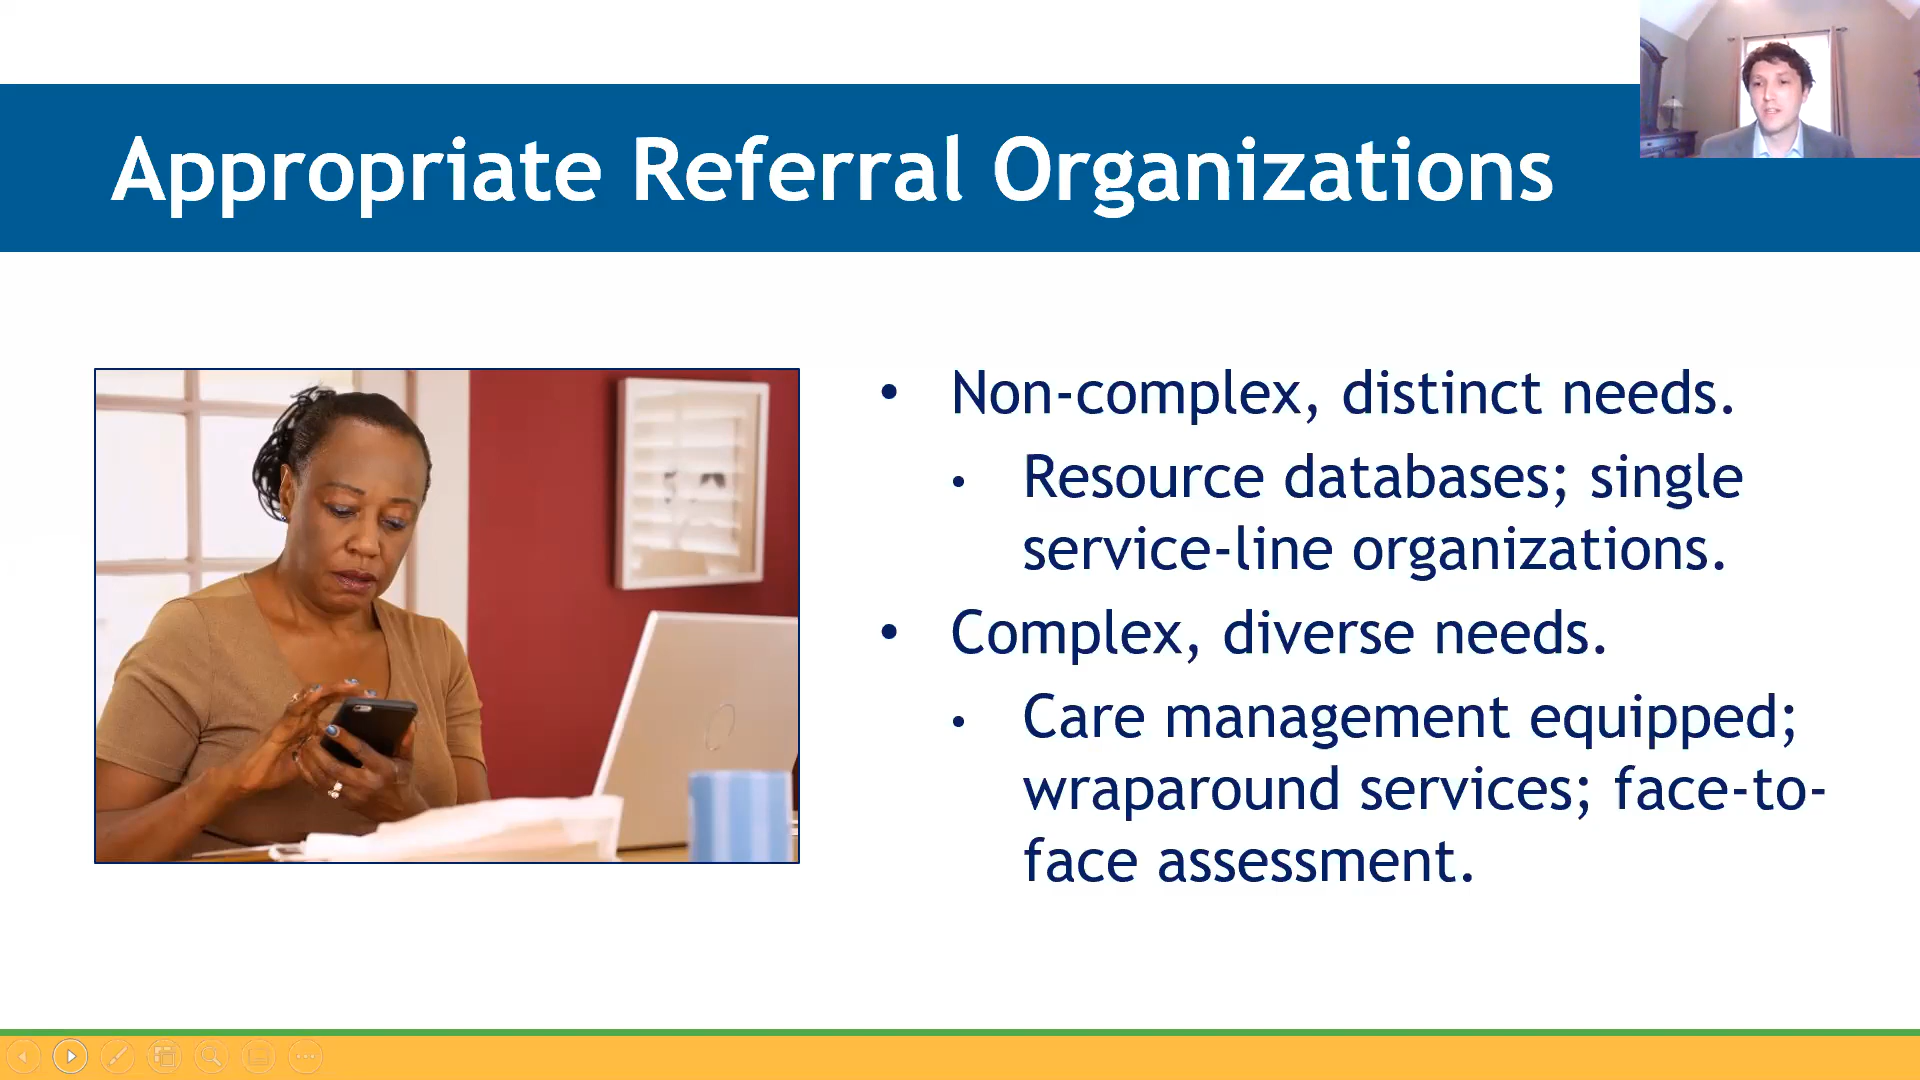 Appropriate Referral Organizations
• Non-complex, distinct needs.
• Resource databases; single
service-line organizations.
• Complex, diverse needs.
• Care management equipped;
wraparound services; face-to-
face assessment.